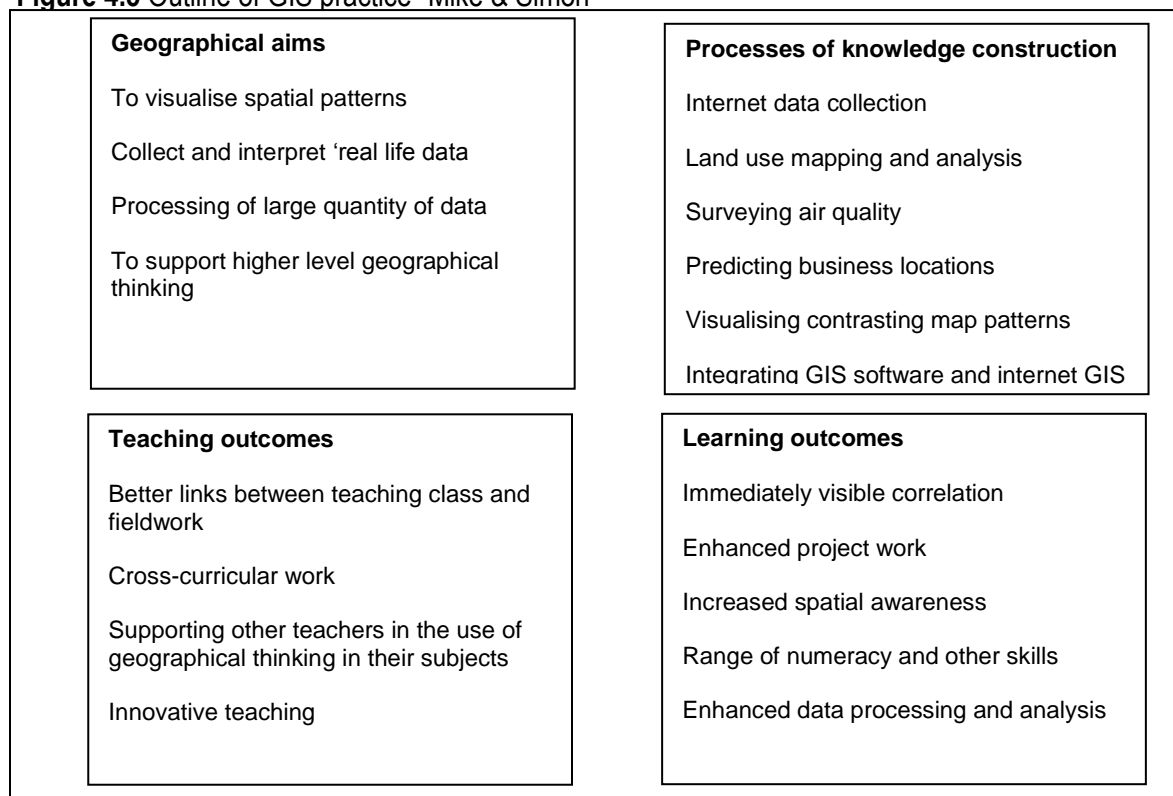 Figure 4.6 Outline of GIS practice- Mike & Simon
Geographical aims
To visualise spatial patterns
Collect and interpret ‘real life data
Processing of large quantity of data
To support higher level geographical
thinking
Processes of knowledge construction
Internet data collection
Land use mapping and analysis
Surveying air quality
Predicting business locations
Visualising contrasting map patterns
Integrating GIS software and internet GIS
Teaching outcomes
Better links between teaching class and
fieldwork
Cross-curricular work
Supporting other teachers in the use of
geographical thinking in their subjects
Innovative teaching
Learning outcomes
Immediately visible correlation
Enhanced project work
Increased spatial awareness
Range of numeracy and other skills
Enhanced data processing and analysis